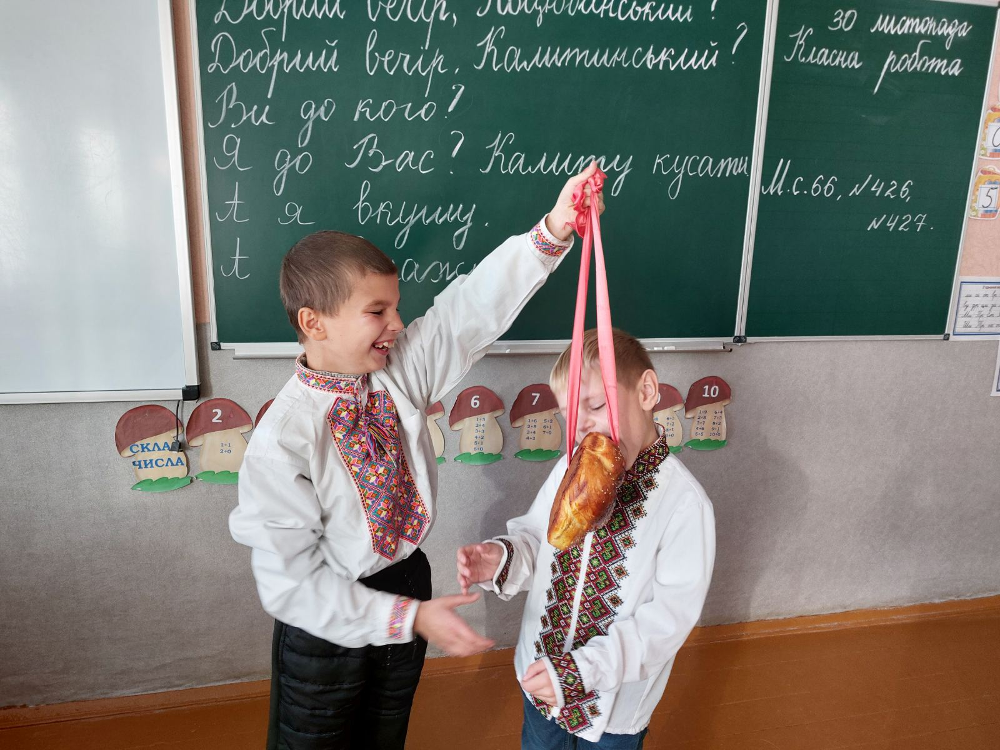 Добрий вечір, Коцюбинський?
Добрий вечір, Калитинський?
Ви до кого?
Я до Вас? Калиту кусати.
А я вкушу.
А
30 листопада
Класна робота
М.с.66, №426,
№427.
5
СКЛА
ЧИСЛА
2
1+1
2+0
6
1+5
2+4
3+3
4+2
5+1
6+0
7
1+6 5+2
2+5 6+1
3+4 7+0
4+3
6+3
7+2
8+1
9+0
10
1+9 6+4
2+8 7+3
3+7 8+2
4+6 9+1
5+5 10+0